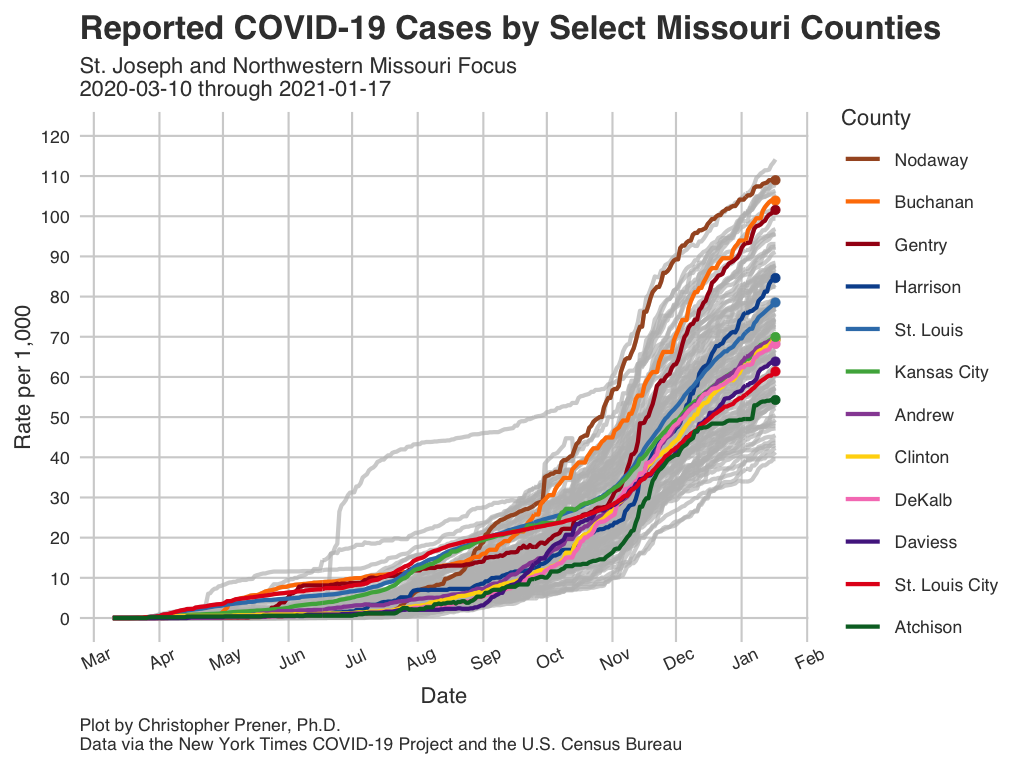 Reported COVID-19 Cases by Select Missouri Counties
St. Joseph and Northwestern Missouri Focus
2020-03-10 through 2021-01-17
County
Nodaway
Buchanan
Gentry
Harrison
St. Louis
Kansas City
Andrew
Clinton
DeKalb
Daviess
St. Louis City
Atchison
Rate per 1,000
120
110
100
90
80
70
60
50
40
30
20
10
0
Mar Apr May Jun Jul Aug Sep Oct Nov Dec Jan Feb
Date
Plot by Christopher Prener, Ph.D.
Data via the New York Times COVID-19 Project and the U.S. Census Bureau